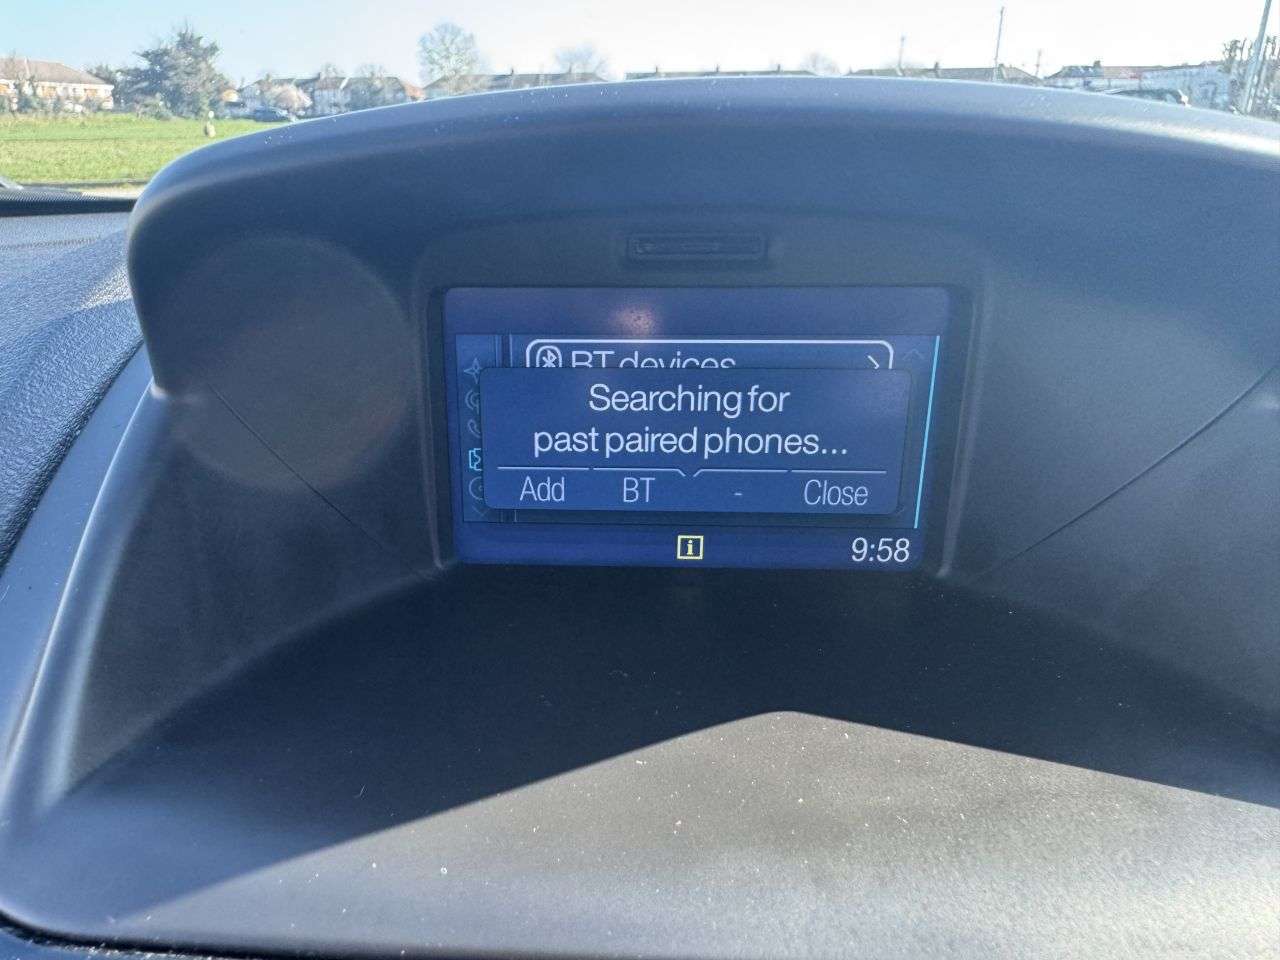 BT devices
Searching for
past paired phones...
Add BT - Close
i 9:58